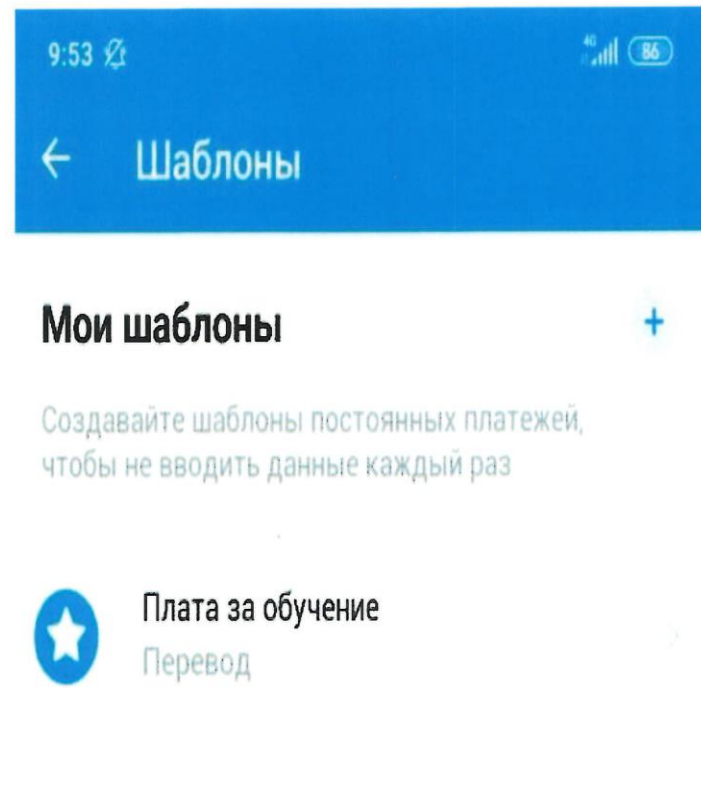 9:53
4G
86
Шаблоны
Мои шаблоны
+
Создавайте шаблоны постоянных платежей,
чтобы не вводить данные каждый раз
Плата за обучение
Перевод